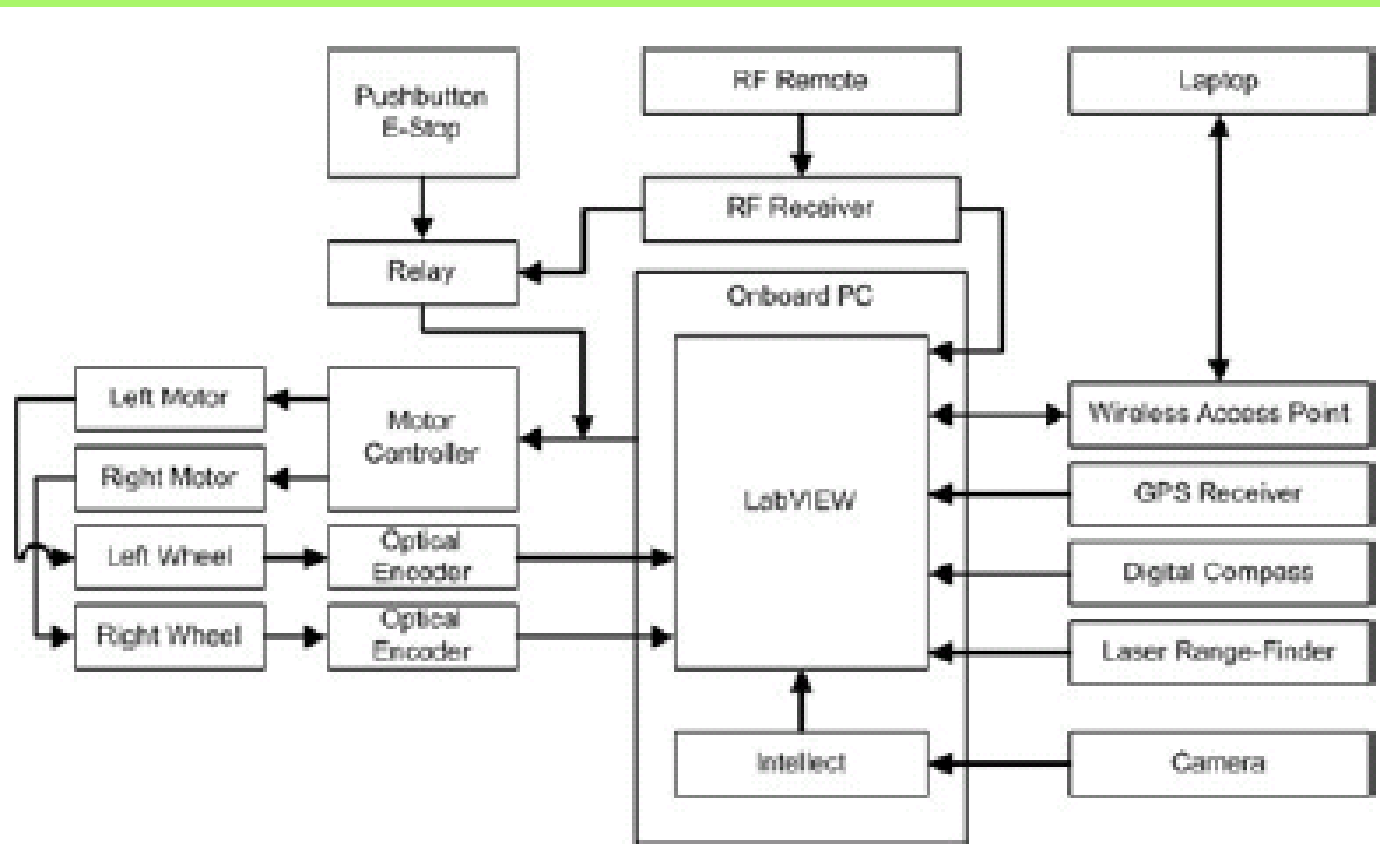 Pushbutton
E-Stop
RF Remote
Laptop
RF Receiver
Relay
Onboard PC
Left Motor
Motor
Controller
Wireless Access Point
Right Motor
LabVIEW
GPS Receiver
Left Wheel
Optical
Encoder
Digital Compass
Right Wheel
Optical
Encoder
Laser Range-Finder
Intellect
Camera